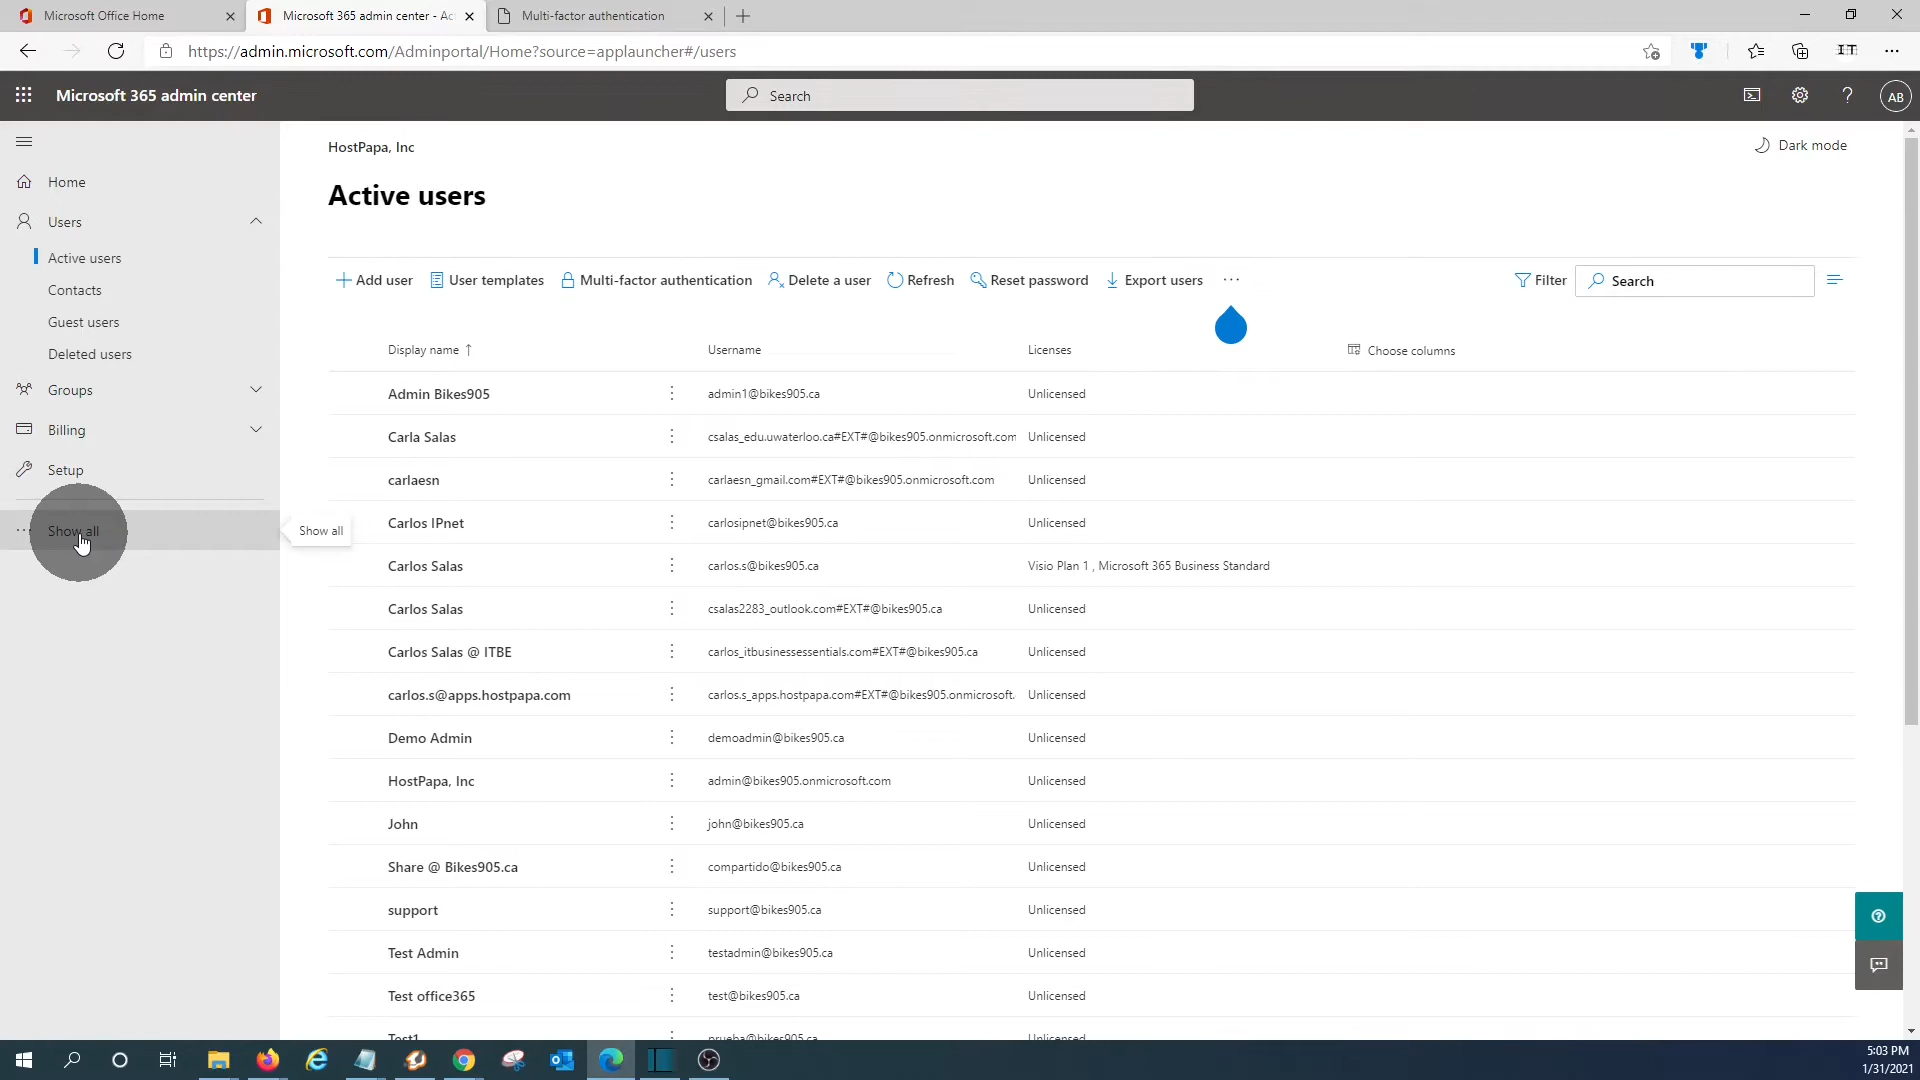 Microsoft Office Home
Microsoft 365 admin center - Ac
Multi-factor authentication
https://admin.microsoft.com/Adminportal/Home?source=applauncher#/users
IT
Microsoft 365 admin center
Search
AB
HostPapa, Inc
Dark mode
Home
Active users
Users
Active users
Contacts
Guest users
Deleted users
Groups
Billing
Setup
Show all
Show all
Add user
User templates
Multi-factor authentication
Delete a user
Refresh
Reset password
Export users
Filter
Search
Display name ↑ Username Licenses Choose columns
Admin Bikes905 admin1@bikes905.ca Unlicensed
Carla Salas csalas_edu.uwaterloo.ca#EXT#@bikes905.onmicrosoft.com Unlicensed
carlaesn carlaesn_gmail.com#EXT#@bikes905.onmicrosoft.com Unlicensed
Carlos IPnet carlosipnet@bikes905.ca Unlicensed
Carlos Salas carlos.s@bikes905.ca Visio Plan 1 , Microsoft 365 Business Standard
Carlos Salas csalas2283_outlook.com#EXT#@bikes905.ca Unlicensed
Carlos Salas @ ITBE carlos_itbusinessessentials.com#EXT#@bikes905.ca Unlicensed
carlos.s@apps.hostpapa.com carlos.s_apps.hostpapa.com#EXT#@bikes905.onmicrosoft. Unlicensed
Demo Admin demoadmin@bikes905.ca Unlicensed
HostPapa, Inc admin@bikes905.onmicrosoft.com Unlicensed
John john@bikes905.ca Unlicensed
Share @ Bikes905.ca compartido@bikes905.ca Unlicensed
support support@bikes905.ca Unlicensed
Test Admin testadmin@bikes905.ca Unlicensed
Test office365 test@bikes905.ca Unlicensed
Test1 prueba@bikes905.ca Unlicensed
5:03 PM
1/31/2021